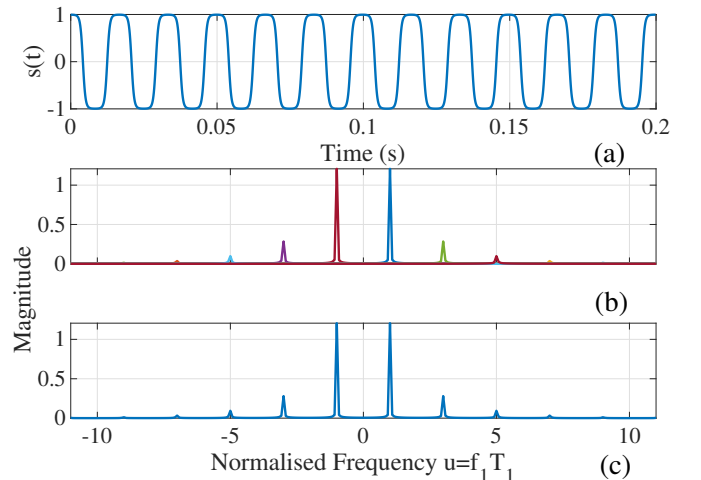 1
0
-1
s(t)
0 0.05 0.1 0.15 0.2
Time (s)
(a)
1
0.5
0
(b)
Magnitude
1
0.5
0
-10 -5 0 5 10
Normalised Frequency u=f₁T₁
(c)